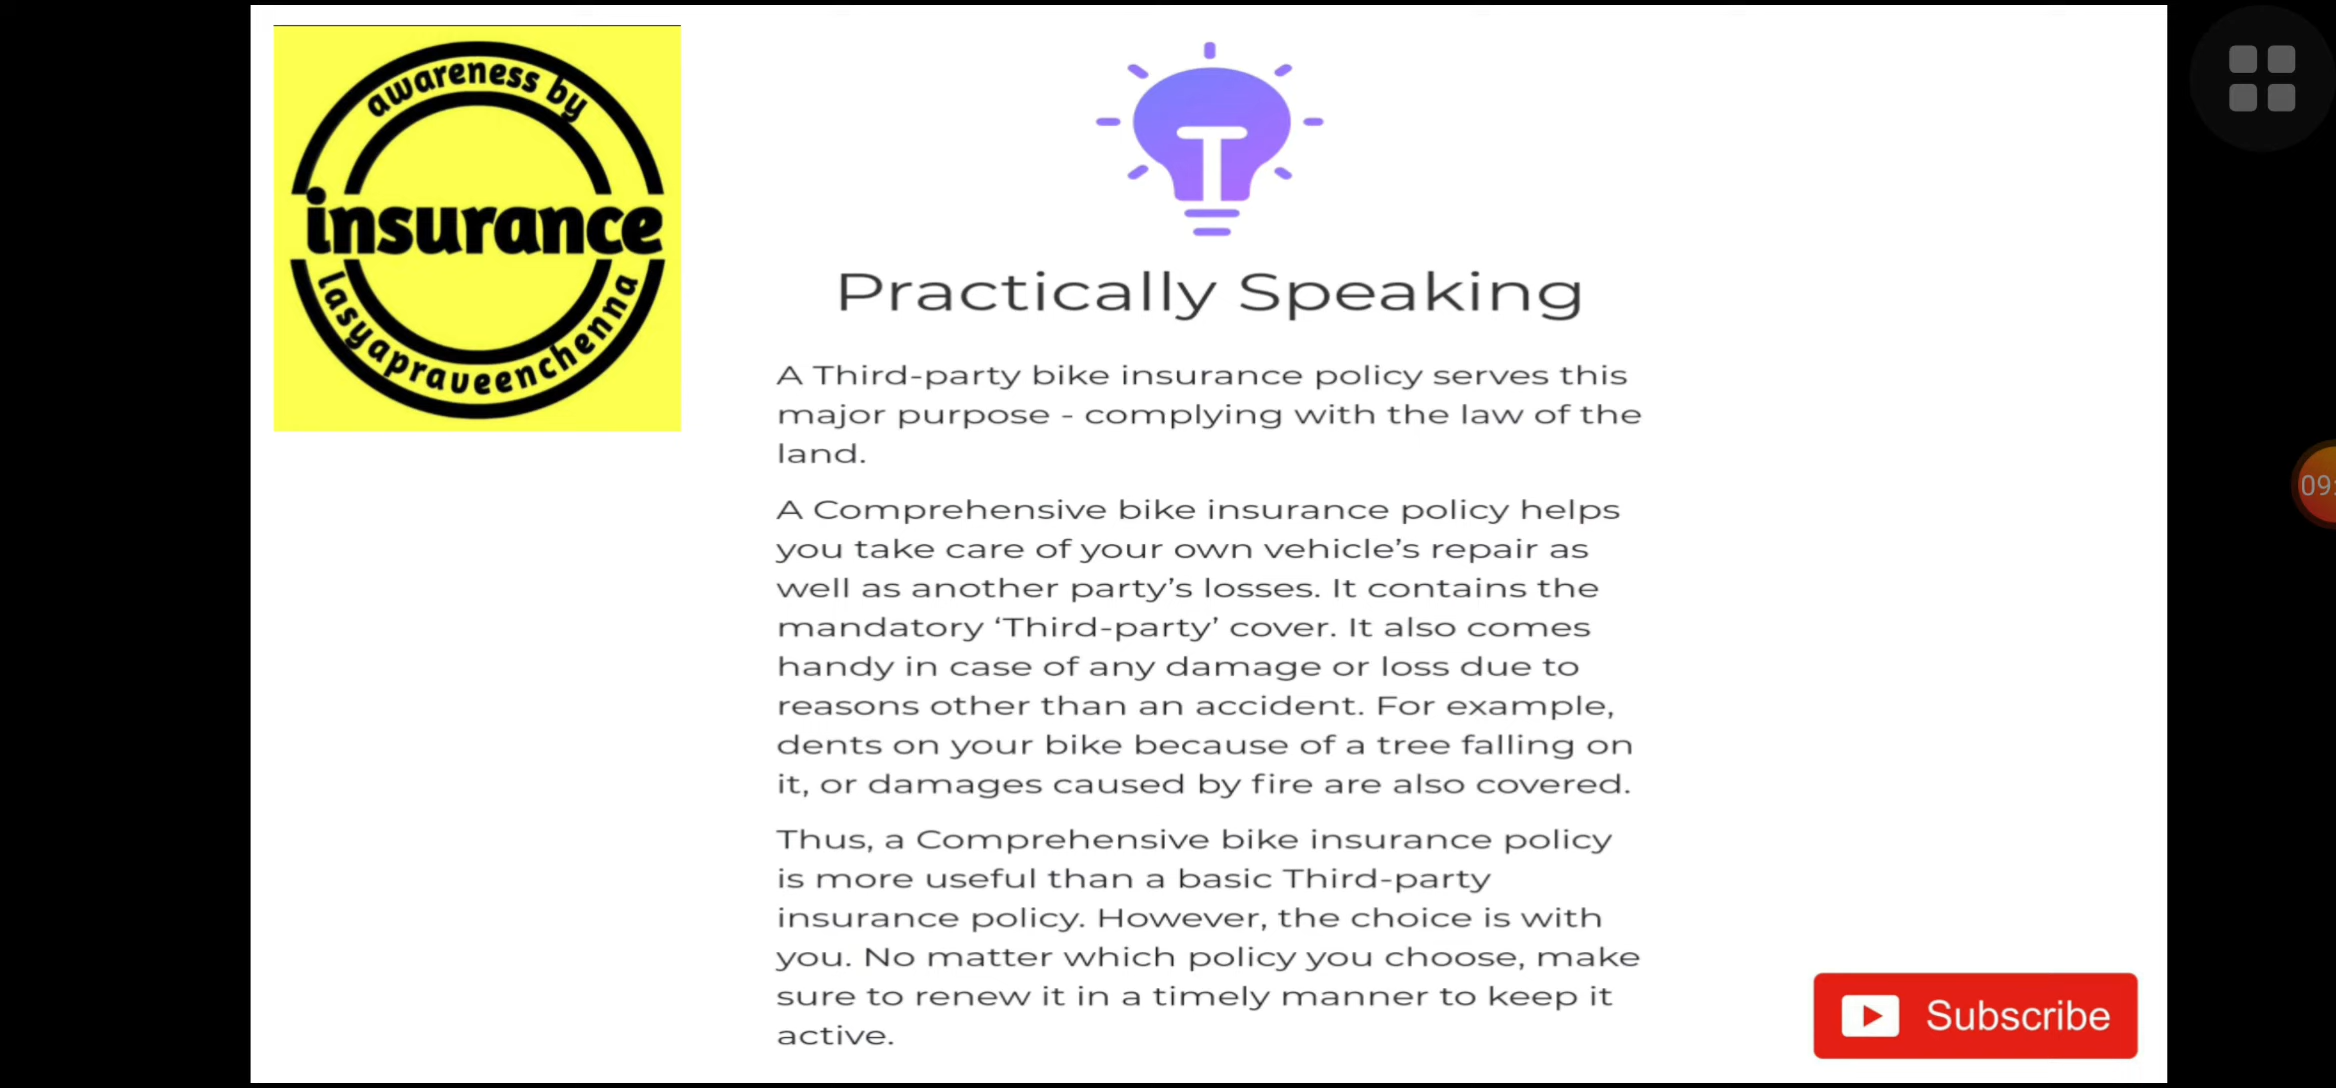 awareness by
insurance
lasyapraveenchenna
T
Practically Speaking
A Third-party bike insurance policy serves this
major purpose - complying with the law of the
land.
A Comprehensive bike insurance policy helps
you take care of your own vehicle’s repair as
well as another party’s losses. It contains the
mandatory ‘Third-party’ cover. It also comes
handy in case of any damage or loss due to
reasons other than an accident. For example,
dents on your bike because of a tree falling on
it, or damages caused by fire are also covered.
Thus, a Comprehensive bike insurance policy
is more useful than a basic Third-party
insurance policy. However, the choice is with
you. No matter which policy you choose, make
sure to renew it in a timely manner to keep it
active.
09:
Subscribe